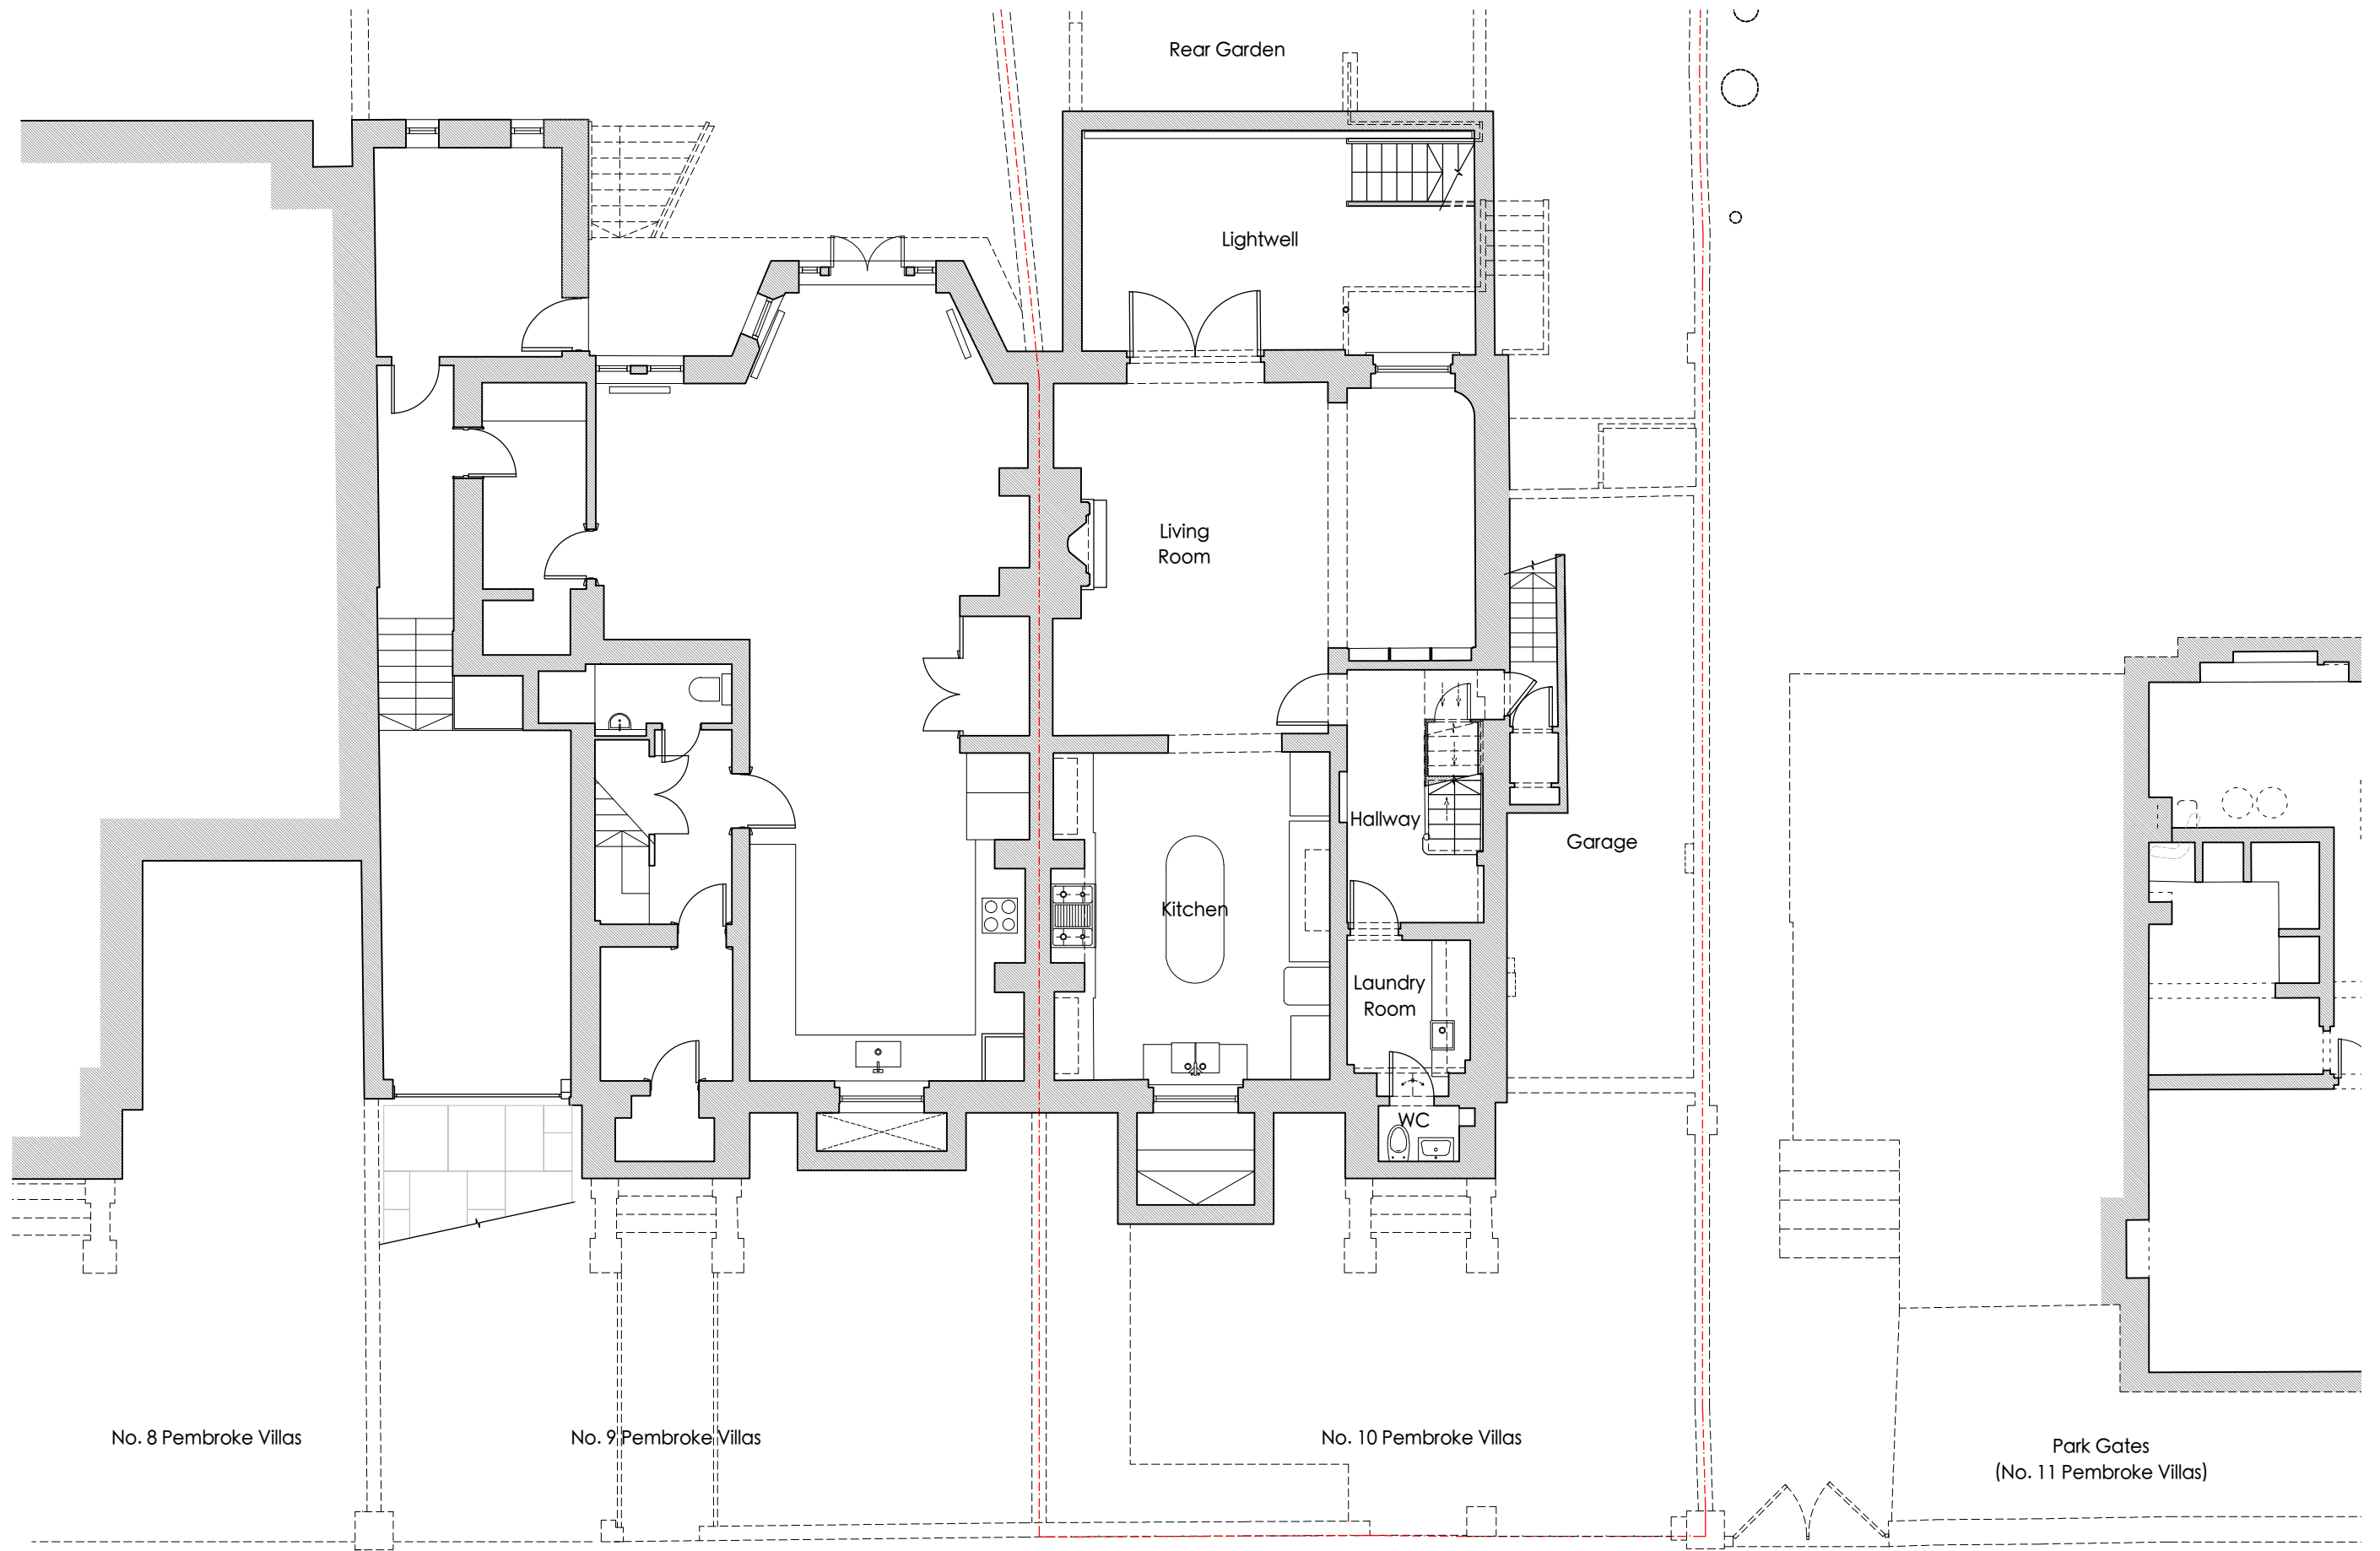 Rear Garden
Lightwell
Living
Room
Hallway
Garage
Kitchen
Laundry
Room
WC
No. 8 Pembroke Villas
No. 9 Pembroke Villas
No. 10 Pembroke Villas
Park Gates
(No. 11 Pembroke Villas)